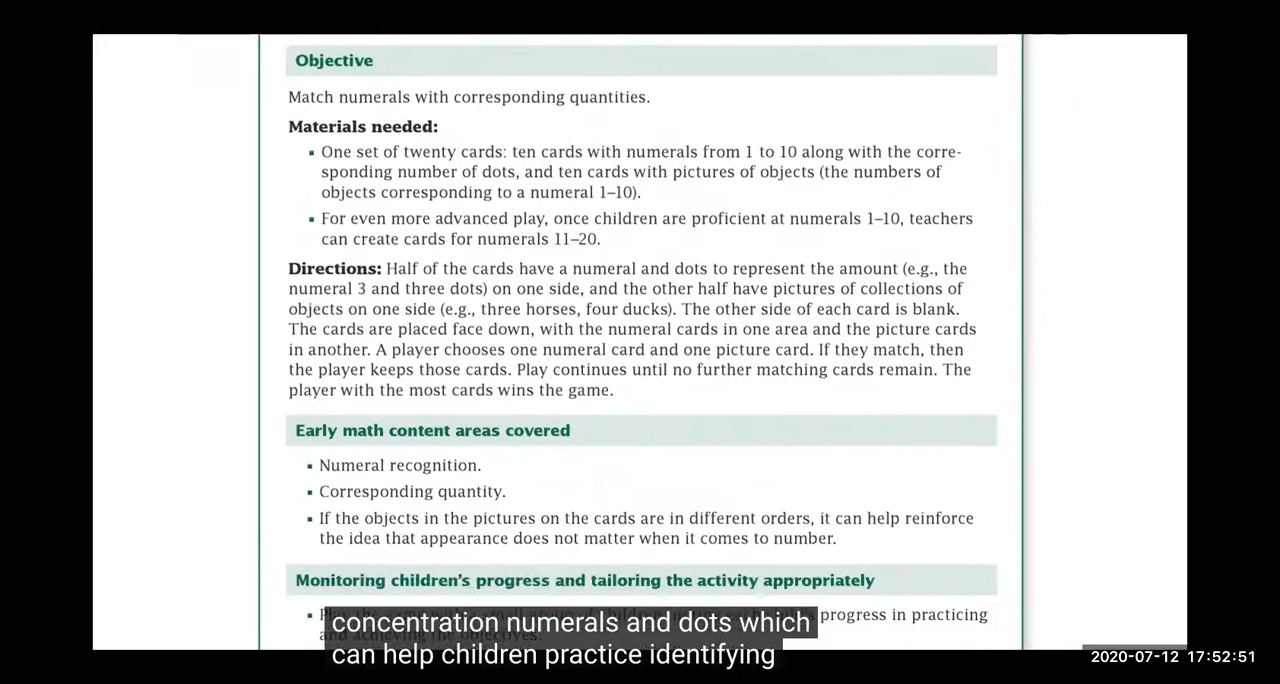 Objective
Match numerals with corresponding quantities.
Materials needed:
▪ One set of twenty cards: ten cards with numerals from 1 to 10 along with the corre-
sponding number of dots, and ten cards with pictures of objects (the numbers of
objects corresponding to a numeral 1–10).
▪ For even more advanced play, once children are proficient at numerals 1–10, teachers
can create cards for numerals 11–20.
Directions: Half of the cards have a numeral and dots to represent the amount (e.g., the
numeral 3 and three dots) on one side, and the other half have pictures of collections of
objects on one side (e.g., three horses, four ducks). The other side of each card is blank.
The cards are placed face down, with the numeral cards in one area and the picture cards
in another. A player chooses one numeral card and one picture card. If they match, then
the player keeps those cards. Play continues until no further matching cards remain. The
player with the most cards wins the game.
Early math content areas covered
▪ Numeral recognition.
▪ Corresponding quantity.
▪ If the objects in the pictures on the cards are in different orders, it can help reinforce
the idea that appearance does not matter when it comes to number.
Monitoring children's progress and tailoring the activity appropriately
▪ progress in practicing
concentration numerals and dots which
can help children practice identifying
2020-07-12 17:52:51